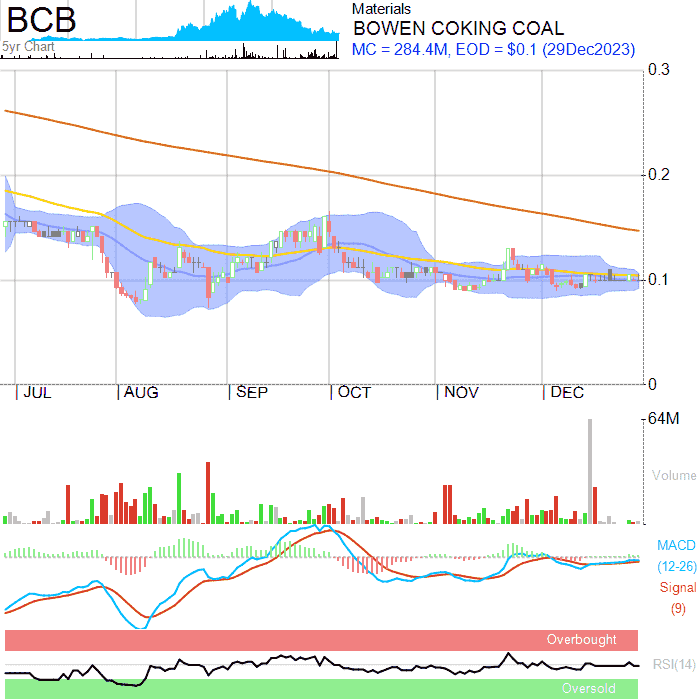 BCB
5yr Chart
Materials
BOWEN COKING COAL
MC = 284.4M, EOD = $0.1 (29Dec2023)
0.3
0.2
0.1
0
JUL AUG SEP OCT NOV DEC
64M
Volume
MACD
(12-26)
Signal
(9)
Overbought
RSI(14)
Oversold